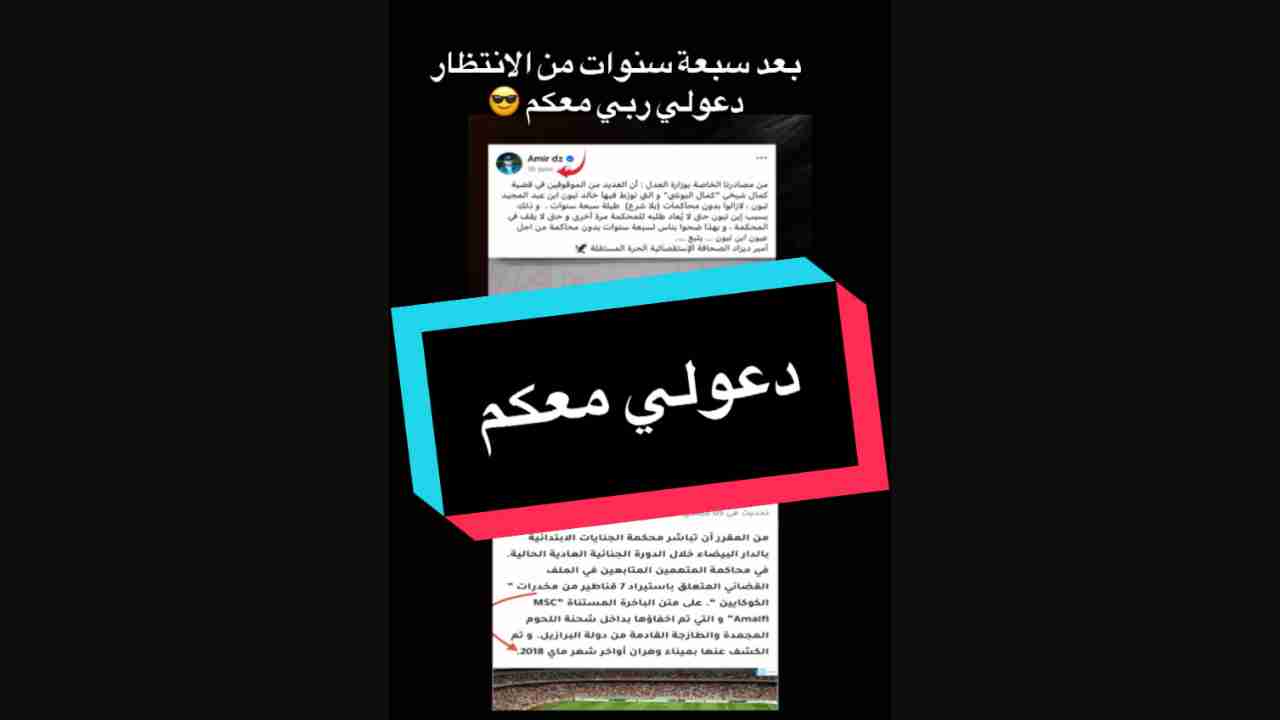 بعد سبعة سنوات من الانتظار
دعولي ربي معكم 😎
Amir dz
من مصادرنا الخاصة بوزارة العدل : أن العديد من الموقوفين في قضية
كمال شيخي "كمال البوشي" و التي تورّط فيها خالد تبون ابن عبد المجيد
تبون ، لازالوا بدون محاكمات (بلا شرع) طيلة سبعة سنوات . و ذلك
بسبب إبن تبون حتى لا يُعاد طلبه للمحكمة مرة أخرى و حتى لا يقف في
المحكمة ، و بهذا ضحوا بناس لسبعة سنوات بدون محاكمة من اجل
عيون ابن تبون ... يتبع ....
أمير ديزاد الصحافة الإستقصائية الحرة المستقلة
دعولي معكم
تحديث في
من المقرر أن تباشر محكمة الجنايات الابتدائية
بالدار البيضاء خلال الدورة الجنائية العادية الحالية.
في محاكمة المتهمين المتابعين في الملف
القضائي المتعلق باستيراد 7 قناطير من مخدرات "
الكوكايين ". على متن الباخرة المسماة "MSC
Amalfi" و التي تم اخفاؤها بداخل شحنة اللحوم
المجمدة والطازجة القادمة من دولة البرازيل. و تم
الكشف عنها بميناء وهران أواخر شهر ماي 2018.